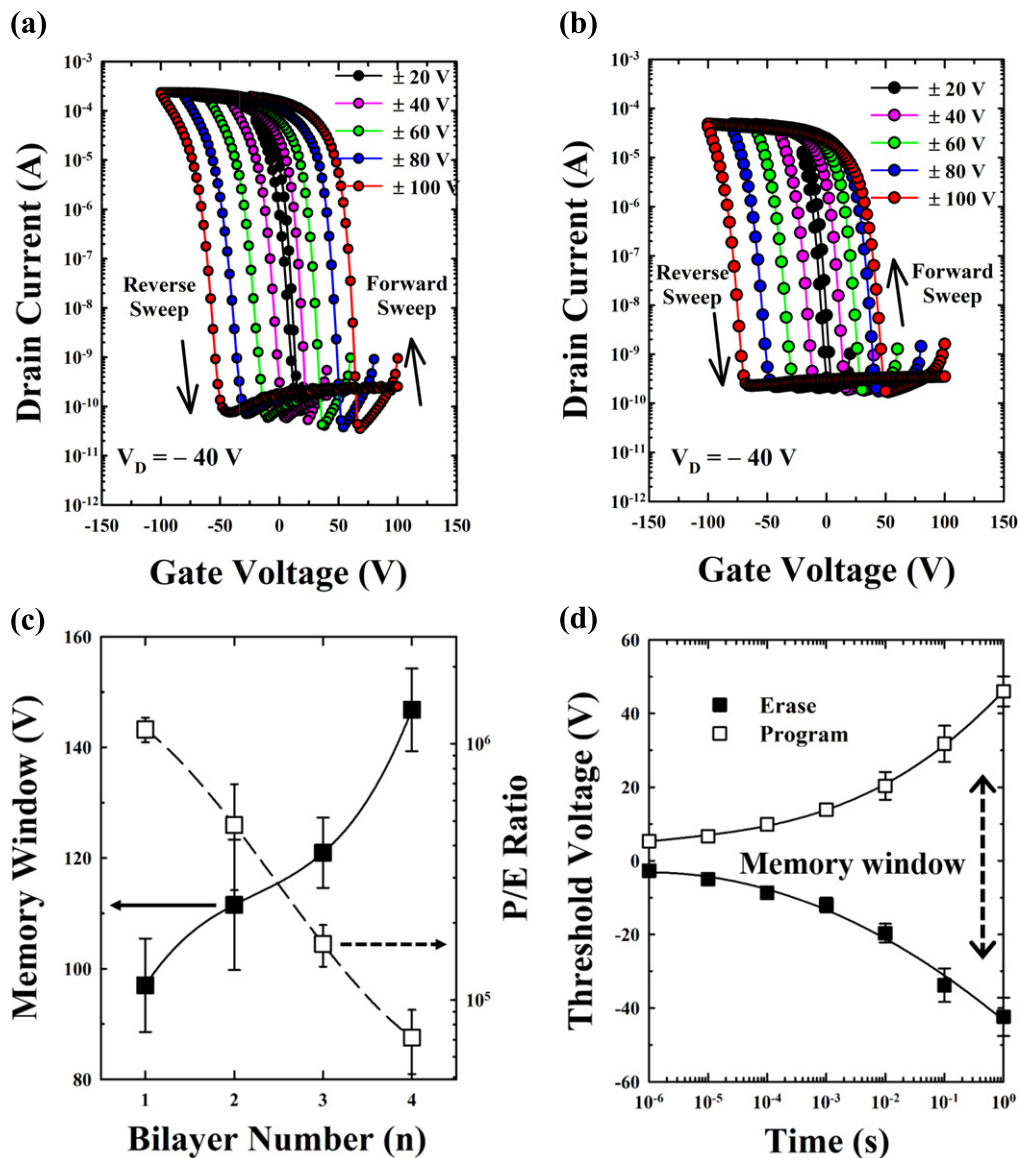 (a)
10⁻³
10⁻⁴
10⁻⁵
10⁻⁶
10⁻⁷
10⁻⁸
10⁻⁹
10⁻¹⁰
10⁻¹¹
10⁻¹²
Drain Current (A)
± 20 V
± 40 V
± 60 V
± 80 V
± 100 V
Reverse
Sweep
Forward
Sweep
V_D = – 40 V
-150 -100 -50 0 50 100 150
Gate Voltage (V)
(b)
10⁻³
10⁻⁴
10⁻⁵
10⁻⁶
10⁻⁷
10⁻⁸
10⁻⁹
10⁻¹⁰
10⁻¹¹
10⁻¹²
Drain Current (A)
± 20 V
± 40 V
± 60 V
± 80 V
± 100 V
Reverse
Sweep
Forward
Sweep
V_D = – 40 V
-150 -100 -50 0 50 100 150
Gate Voltage (V)
(c)
160
140
120
100
80
Memory Window (V)
10⁶
10⁵
P/E Ratio
1 2 3 4
Bilayer Number (n)
(d)
60
40
20
0
-20
-40
-60
Threshold Voltage (V)
Erase
Program
Memory window
10⁻⁶ 10⁻⁵ 10⁻⁴ 10⁻³ 10⁻² 10⁻¹ 10⁰
Time (s)